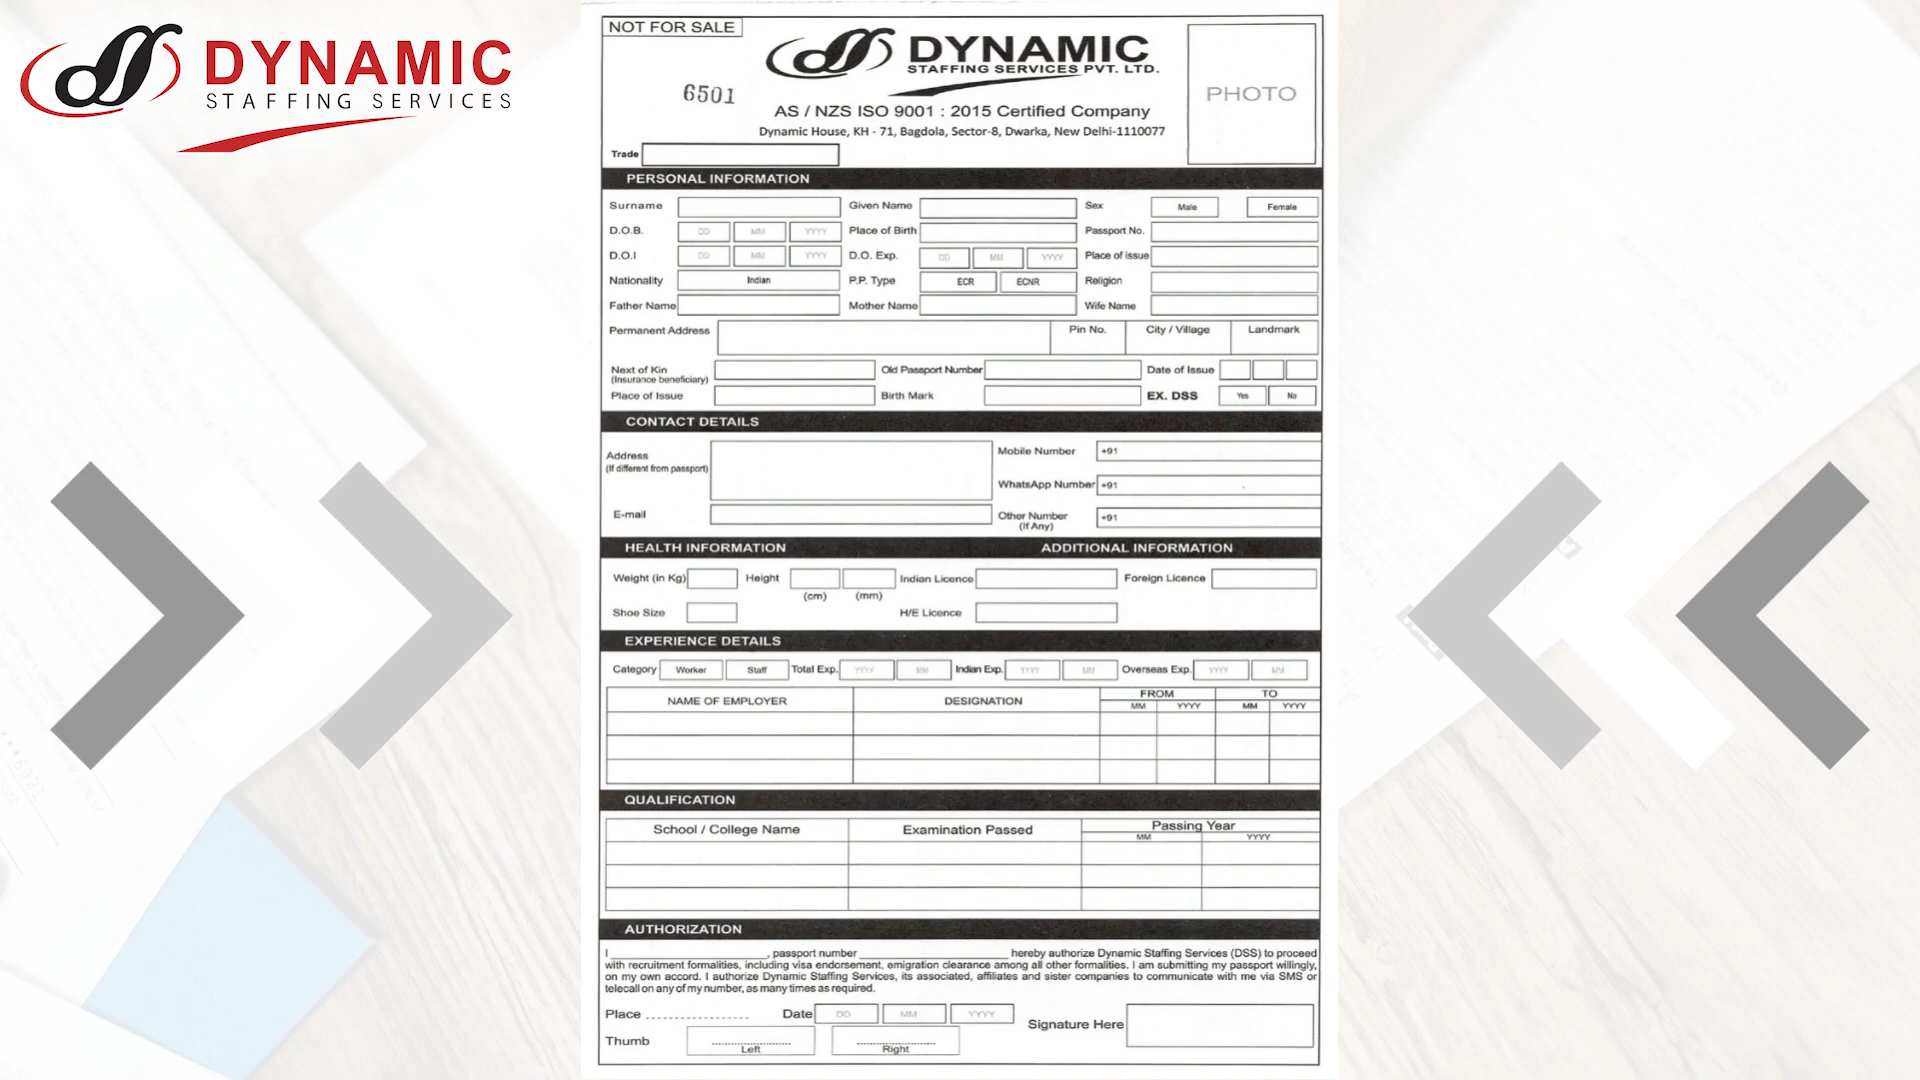 DYNAMIC
STAFFING SERVICES
NOT FOR SALE
6501
DYNAMIC
STAFFING SERVICES PVT. LTD.
AS / NZS ISO 9001 : 2015 Certified Company
Dynamic House, KH - 71, Bagdola, Sector-8, Dwarka, New Delhi-1110077
PHOTO
Trade
PERSONAL INFORMATION
Surname Given Name Sex Male Female
D.O.B. DD MM YYYY Place of Birth Passport No.
D.O.I DD MM YYYY D.O. Exp. DD MM YYYY Place of issue
Nationality Indian P.P. Type ECR ECNR Religion
Father Name Mother Name Wife Name
Permanent Address Pin No. City / Village Landmark
Next of Kin Old Passport Number Date of Issue
(Insurance beneficiary)
Place of Issue Birth Mark EX. DSS Yes No
CONTACT DETAILS
Address Mobile Number +91
(If different from passport)
WhatsApp Number +91
E-mail Other Number +91
(If Any)
HEALTH INFORMATION ADDITIONAL INFORMATION
Weight (in Kg) Height Indian Licence Foreign Licence
(cm) (mm)
Shoe Size H/E Licence
EXPERIENCE DETAILS
Category Worker Staff Total Exp. YYYY MM Indian Exp. YYYY MM Overseas Exp. YYYY MM
NAME OF EMPLOYER DESIGNATION FROM TO
MM YYYY MM YYYY
QUALIFICATION
School / College Name Examination Passed Passing Year
MM YYYY
AUTHORIZATION
I ____________________, passport number ____________________ hereby authorize Dynamic Staffing Services (DSS) to proceed
with recruitment formalities, including visa endorsement, emigration clearance among all other formalities. I am submitting my passport willingly,
on my own accord. I authorize Dynamic Staffing Services, its associated, affiliates and sister companies to communicate with me via SMS or
telecall on any of my number, as many times as required.
Place Date DD MM YYYY Signature Here
Thumb Left Right